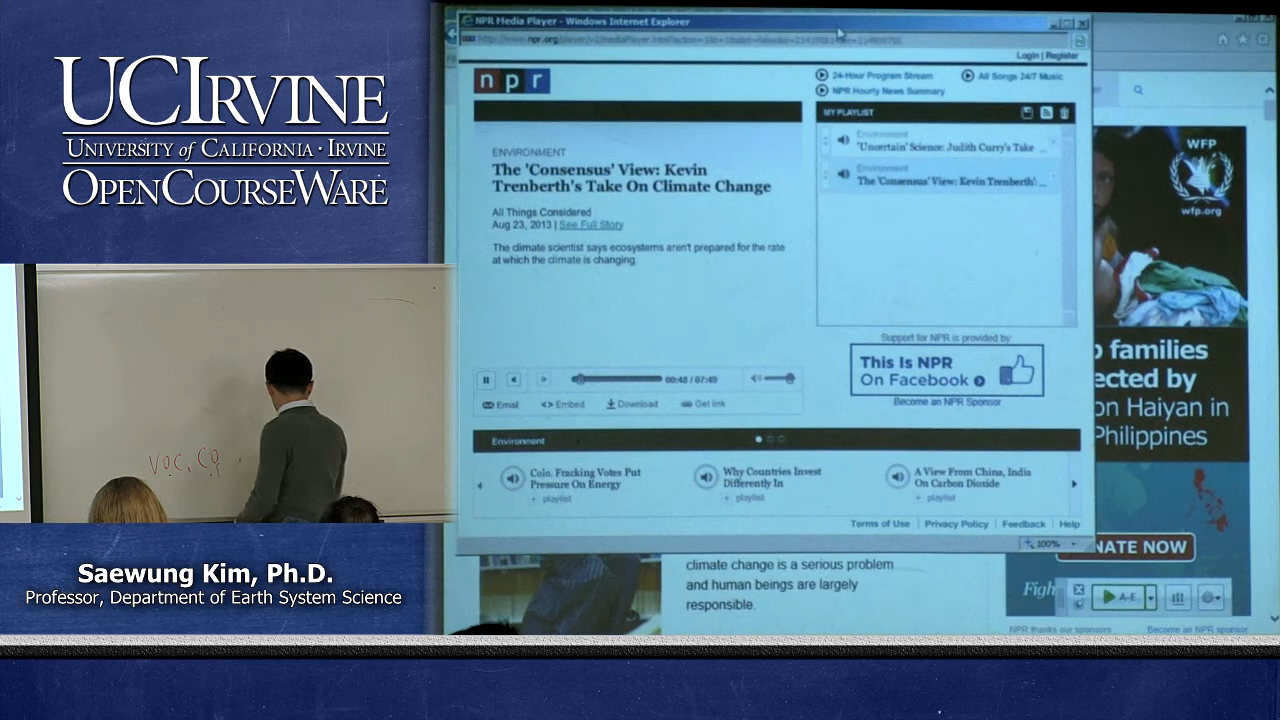 UCIRVINE
UNIVERSITY of CALIFORNIA · IRVINE
OPENCOURSEWARE
VOC, CO
Saewung Kim, Ph.D.
Professor, Department of Earth System Science
NPR Media Player - Windows Internet Explorer
Login | Register
npr
24-Hour Program Stream
All Songs 24/7 Music
NPR Hourly News Summary
MY PLAYLIST
Environment
'Uncertain' Science: Judith Curry's Take ...
Environment
The 'Consensus' View: Kevin Trenberth': ...
ENVIRONMENT
The 'Consensus' View: Kevin
Trenberth's Take On Climate Change
All Things Considered
Aug 23, 2013 | See Full Story
The climate scientist says ecosystems aren't prepared for the rate
at which the climate is changing.
Support for NPR is provided by:
This Is NPR
On Facebook
Become an NPR Sponsor
00:42 / 07:49
Email
<> Embed
Download
Get link
Environment
Colo. Fracking Votes Put
Pressure On Energy
+ playlist
Why Countries Invest
Differently In
+ playlist
A View From China, India
On Carbon Dioxide
+ playlist
Terms of Use | Privacy Policy | Feedback | Help
100%
WFP
wfp.org
families
ected by
on Haiyan in
Philippines
NATE NOW
Figh
A-E
climate change is a serious problem
and human beings are largely
responsible.
NPR thanks our sponsors
Become an NPR sponsor